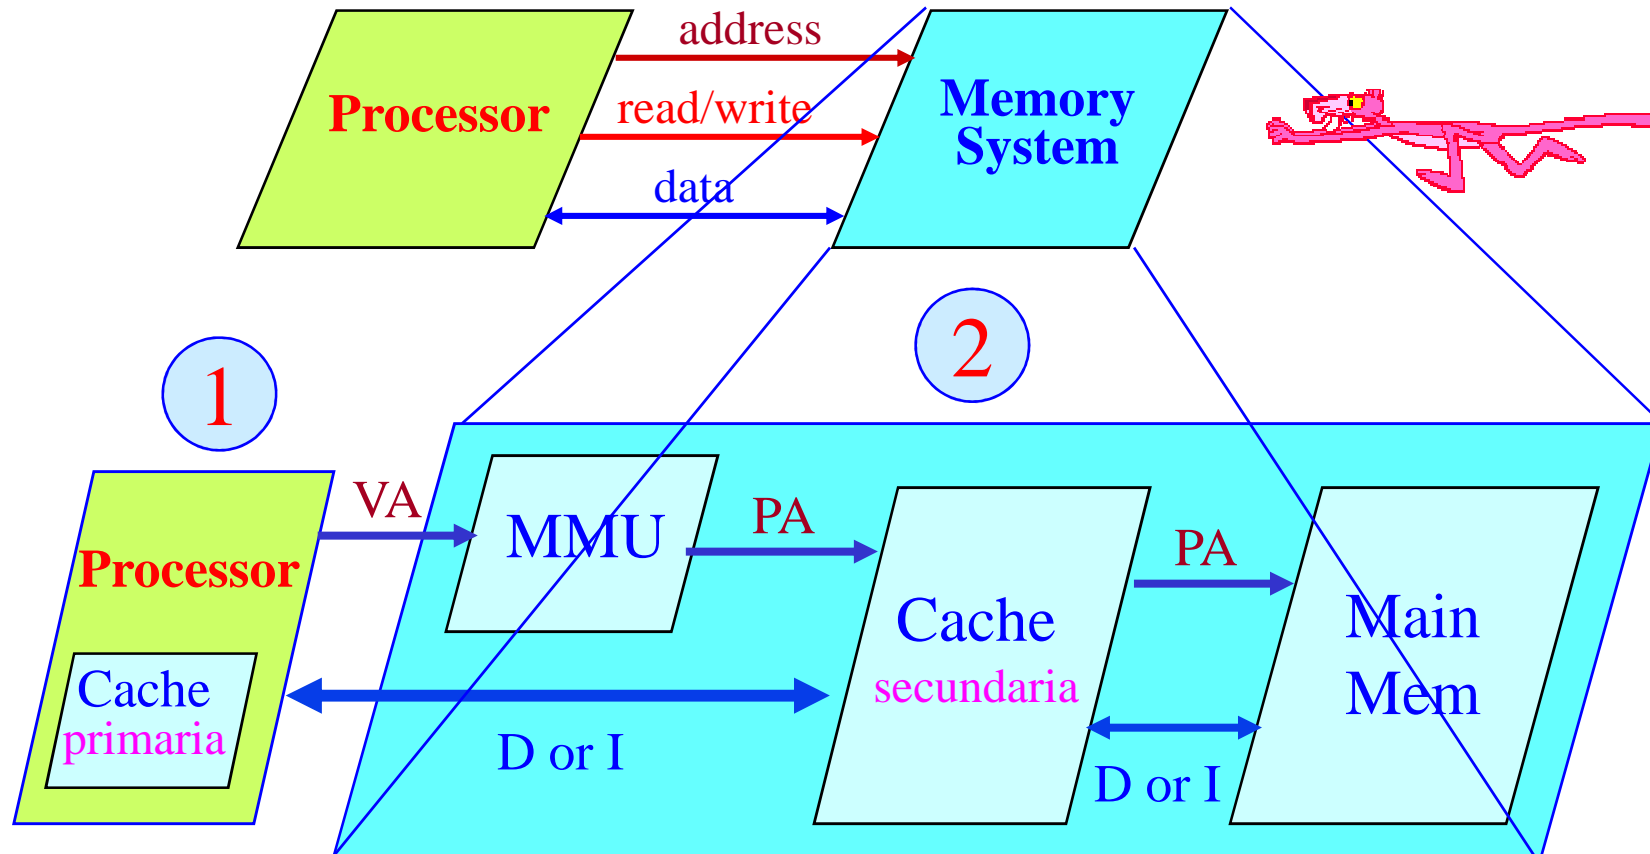 address
Processor
read/write
Memory
System
data
1
2
VA
MMU
PA
PA
Processor
Cache
secundaria
Main
Mem
Cache
primaria
D or I
D or I